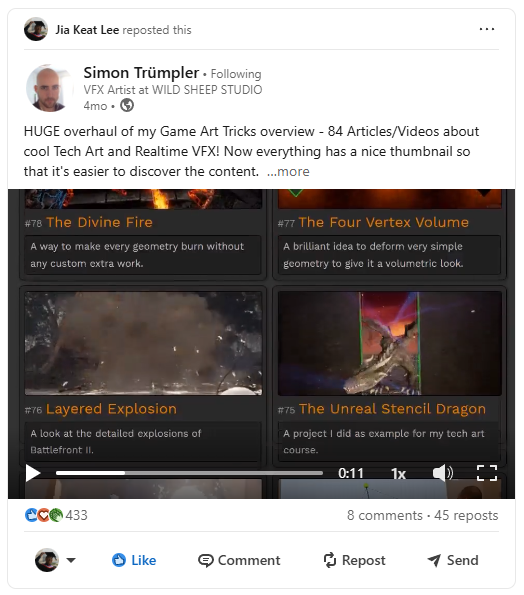 Jia Keat Lee reposted this
Simon Trümpler • Following
VFX Artist at WILD SHEEP STUDIO
4mo •
HUGE overhaul of my Game Art Tricks overview - 84 Articles/Videos about
cool Tech Art and Realtime VFX! Now everything has a nice thumbnail so
that it's easier to discover the content. ...more
#78 The Divine Fire
A way to make every geometry burn without
any custom extra work.
#77 The Four Vertex Volume
A brilliant idea to deform very simple
geometry to give it a volumetric look.
#76 Layered Explosion
A look at the detailed explosions of
Battlefront II.
#75 The Unreal Stencil Dragon
A project I did as example for my tech art
course.
0:11 1x
433
8 comments • 45 reposts
Like Comment Repost Send